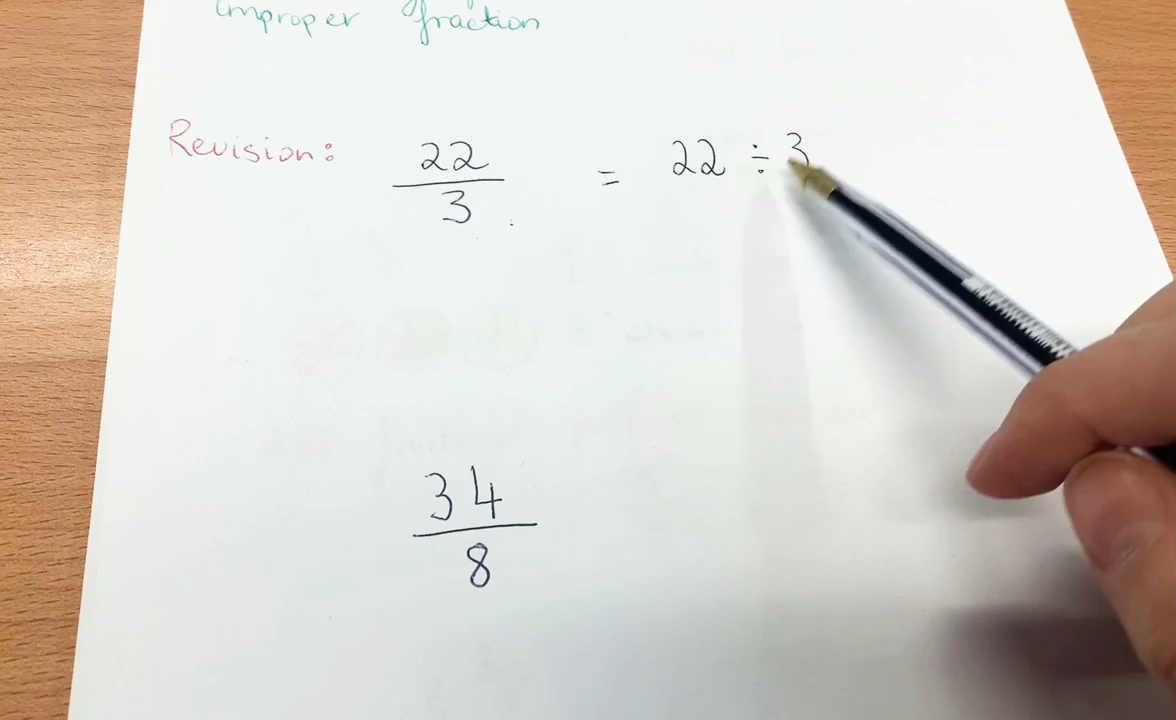 Improper fraction
Revision: 22/3 = 22 ÷ 3
34/8